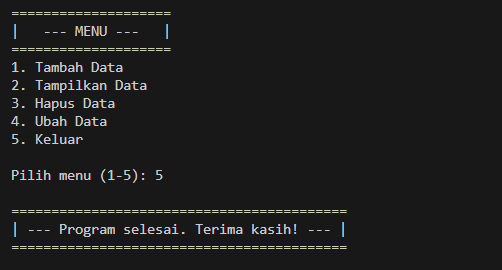 ====================
|   --- MENU ---   |
====================
1. Tambah Data
2. Tampilkan Data
3. Hapus Data
4. Ubah Data
5. Keluar
Pilih menu (1-5): 5
==========================================
| --- Program selesai. Terima kasih! --- |
==========================================